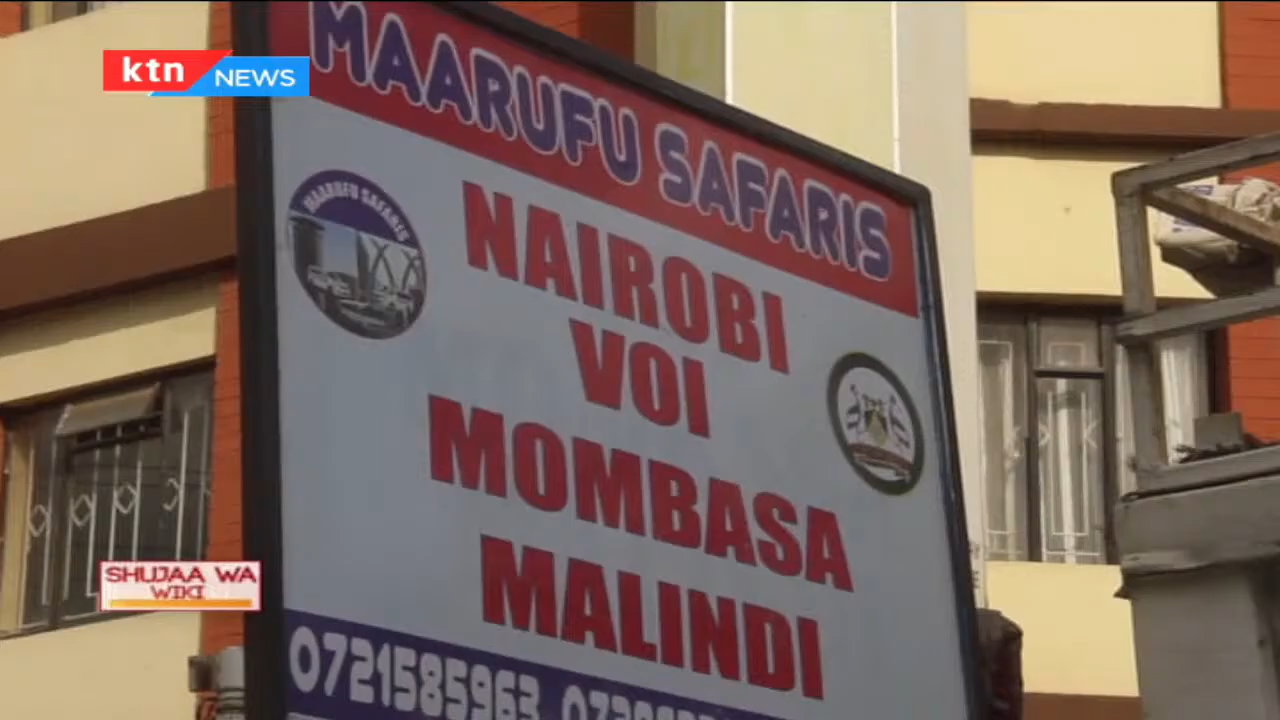 ktn NEWS
MAARUFU SAFARIS
MAARUFU SAFARIS
NAIROBI
VOI
MOMBASA
MALINDI
0721585963
SHUJAA WA
WIKI